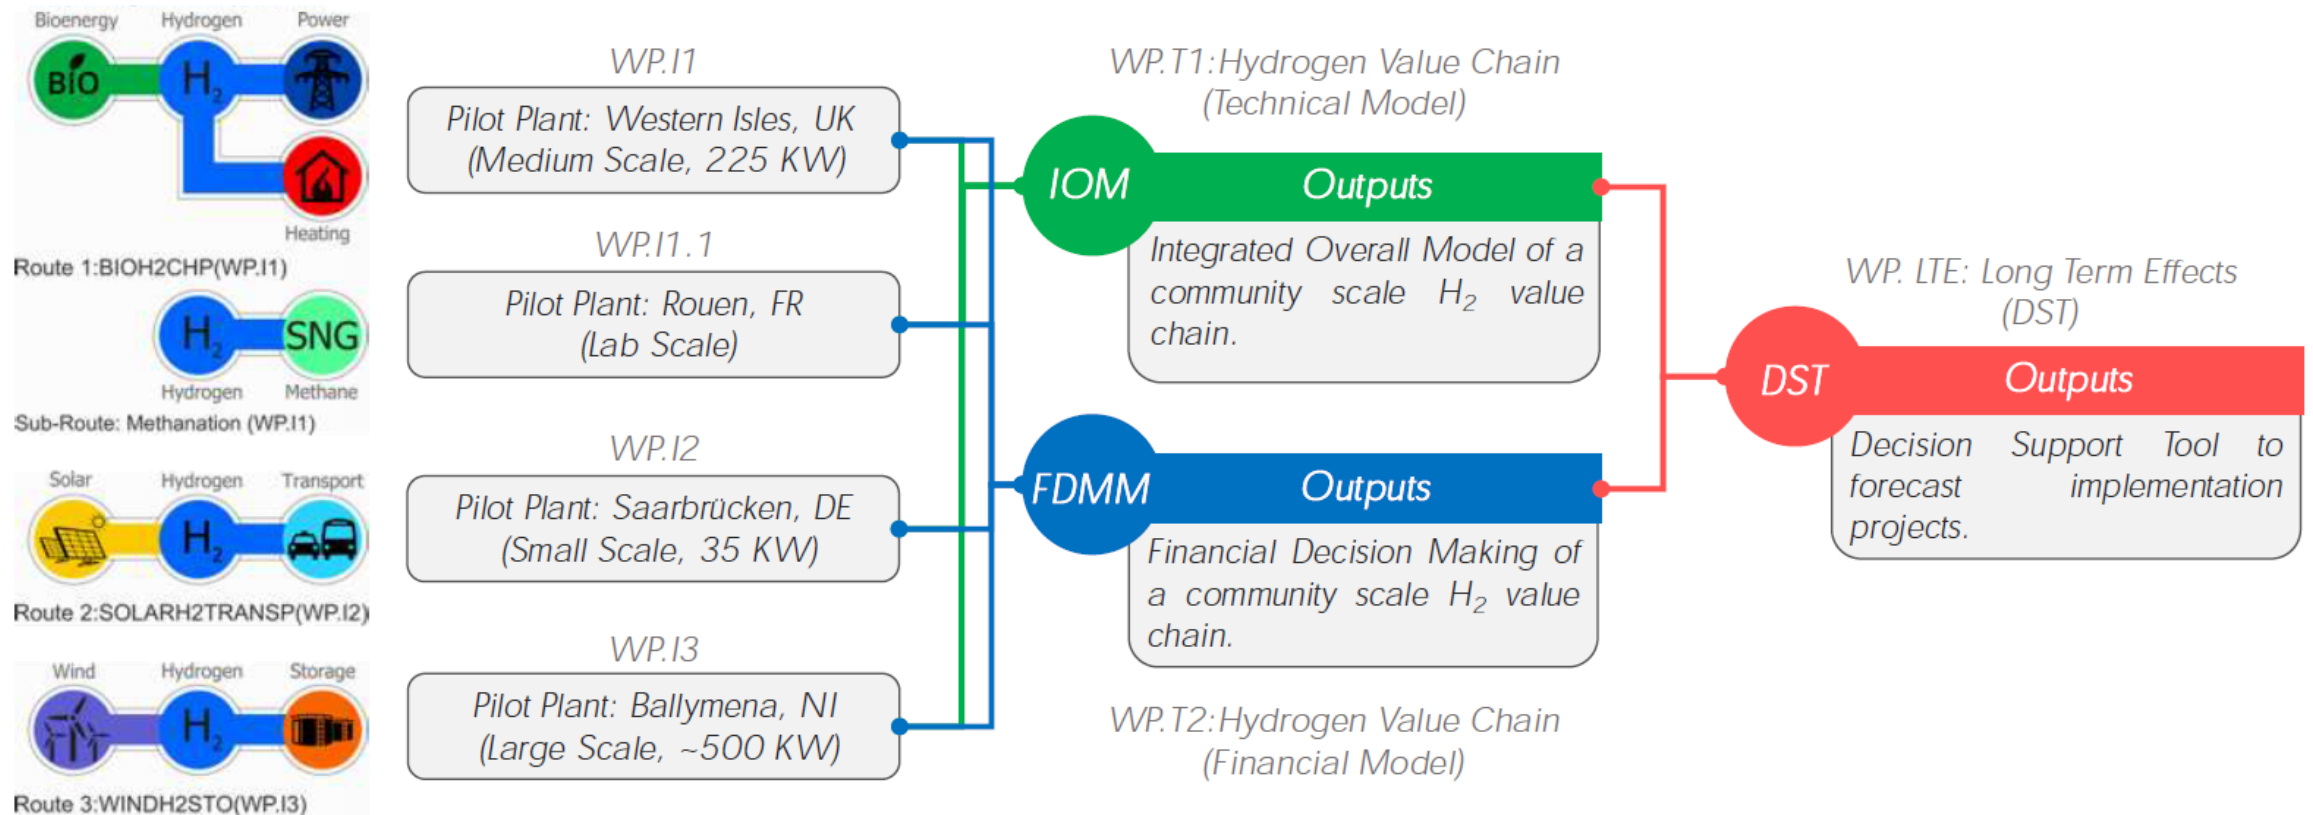 Bioenergy Hydrogen Power
BIO H2
Heating
Route 1:BIOH2CHP(WP.I1)
H2 SNG
Hydrogen Methane
Sub-Route: Methanation (WP.I1)
Solar Hydrogen Transport
H2
Route 2:SOLARH2TRANSP(WP.I2)
Wind Hydrogen Storage
H2
Route 3:WINDH2STO(WP.I3)
WP.I1
Pilot Plant: Western Isles, UK
(Medium Scale, 225 KW)
WP.I1.1
Pilot Plant: Rouen, FR
(Lab Scale)
WP.I2
Pilot Plant: Saarbrücken, DE
(Small Scale, 35 KW)
WP.I3
Pilot Plant: Ballymena, NI
(Large Scale, ~500 KW)
WP.T1:Hydrogen Value Chain
(Technical Model)
IOM Outputs
Integrated Overall Model of a
community scale H2 value
chain.
FDMM Outputs
Financial Decision Making of
a community scale H2 value
chain.
WP.T2:Hydrogen Value Chain
(Financial Model)
WP. LTE: Long Term Effects
(DST)
DST Outputs
Decision Support Tool to
forecast implementation
projects.